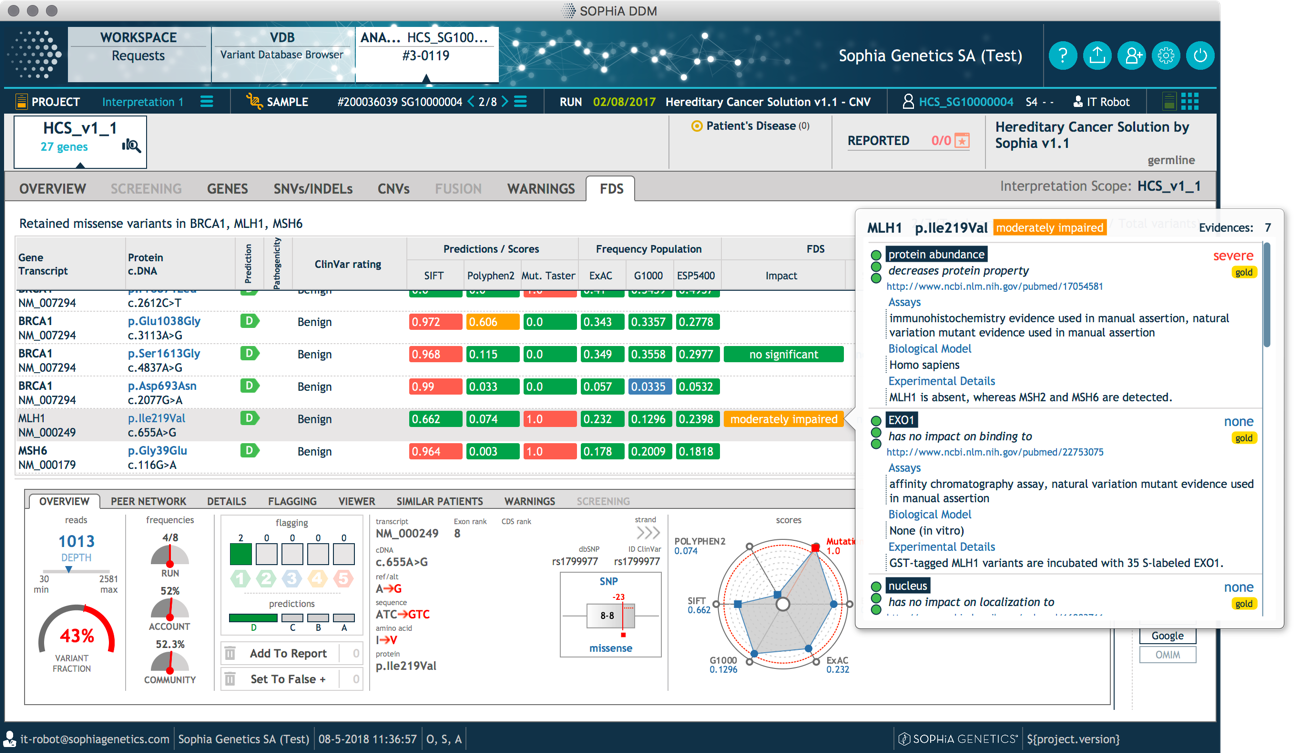 SOPHiA DDM
WORKSPACE
Requests
VDB
Variant Database Browser
ANA... HCS_SG100...
#3-0119
Sophia Genetics SA (Test)
?
PROJECT Interpretation 1 SAMPLE #200036039 SG10000004 < 2/8 > RUN 02/08/2017 Hereditary Cancer Solution v1.1 - CNV HCS_SG10000004 S4 - - IT Robot
HCS_v1_1
27 genes
Patient's Disease (0)
REPORTED 0/0
Hereditary Cancer Solution by
Sophia v1.1
germline
OVERVIEW SCREENING GENES SNVs/INDELs CNVs FUSION WARNINGS FDS
Interpretation Scope: HCS_v1_1
Retained missense variants in BRCA1, MLH1, MSH6
Gene
Transcript
Protein
c.DNA
Prediction
Pathogenicity
ClinVar rating
Predictions / Scores
SIFT Polyphen2 Mut. Taster
Frequency Population
ExAC G1000 ESP5400
FDS
Impact
NM_007294 c.2612C>T
BRCA1 p.Glu1038Gly D Benign 0.972 0.606 0.0 0.343 0.3357 0.2778
NM_007294 c.3113A>G
BRCA1 p.Ser1613Gly D Benign 0.968 0.115 0.0 0.349 0.3558 0.2977 no significant
NM_007294 c.4837A>G
BRCA1 p.Asp693Asn D Benign 0.99 0.033 0.0 0.057 0.0335 0.0532
NM_007294 c.2077G>A
MLH1 p.Ile219Val D Benign 0.662 0.074 1.0 0.232 0.1296 0.2398 moderately impaired
NM_000249 c.655A>G
MSH6 p.Gly39Glu D Benign 0.964 0.003 1.0 0.178 0.2009 0.1818
NM_000179 c.116G>A
MLH1 p.Ile219Val moderately impaired Evidences: 7
protein abundance severe
decreases protein property gold
http://www.ncbi.nlm.nih.gov/pubmed/17054581
Assays
immunohistochemistry evidence used in manual assertion, natural
variation mutant evidence used in manual assertion
Biological Model
Homo sapiens
Experimental Details
MLH1 is absent, whereas MSH2 and MSH6 are detected.
EXO1 none
has no impact on binding to gold
http://www.ncbi.nlm.nih.gov/pubmed/22753075
Assays
affinity chromatography assay, natural variation mutant evidence used
in manual assertion
Biological Model
None (in vitro)
Experimental Details
GST-tagged MLH1 variants are incubated with 35 S-labeled EXO1.
nucleus none
has no impact on localization to gold
OVERVIEW PEER NETWORK DETAILS FLAGGING VIEWER SIMILAR PATIENTS WARNINGS SCREENING
reads
1013
DEPTH
30 2581
min max
43%
VARIANT
FRACTION
frequencies
4/8
RUN
52%
ACCOUNT
52.3%
COMMUNITY
flagging
2 0 0 0 0
1 2 3 4 5
predictions
D C B A
Add To Report 0
Set To False + 0
transcript Exon rank CDS rank strand
NM_000249 8 >>>
cDNA dbSNP ID ClinVar
c.655A>G rs1799977 rs1799977
ref/alt
A→G
sequence
ATC→GTC
amino acid
I→V
protein
p.Ile219Val
SNP
-23
8-8
missense
scores
POLYPHEN2
0.074
Mutati
1.0
SIFT
0.662
G1000
0.1296
ExAC
0.232
Google
OMIM
it-robot@sophiagenetics.com Sophia Genetics SA (Test) 08-5-2018 11:36:57 O, S, A
SOPHiA GENETICS ${project.version}